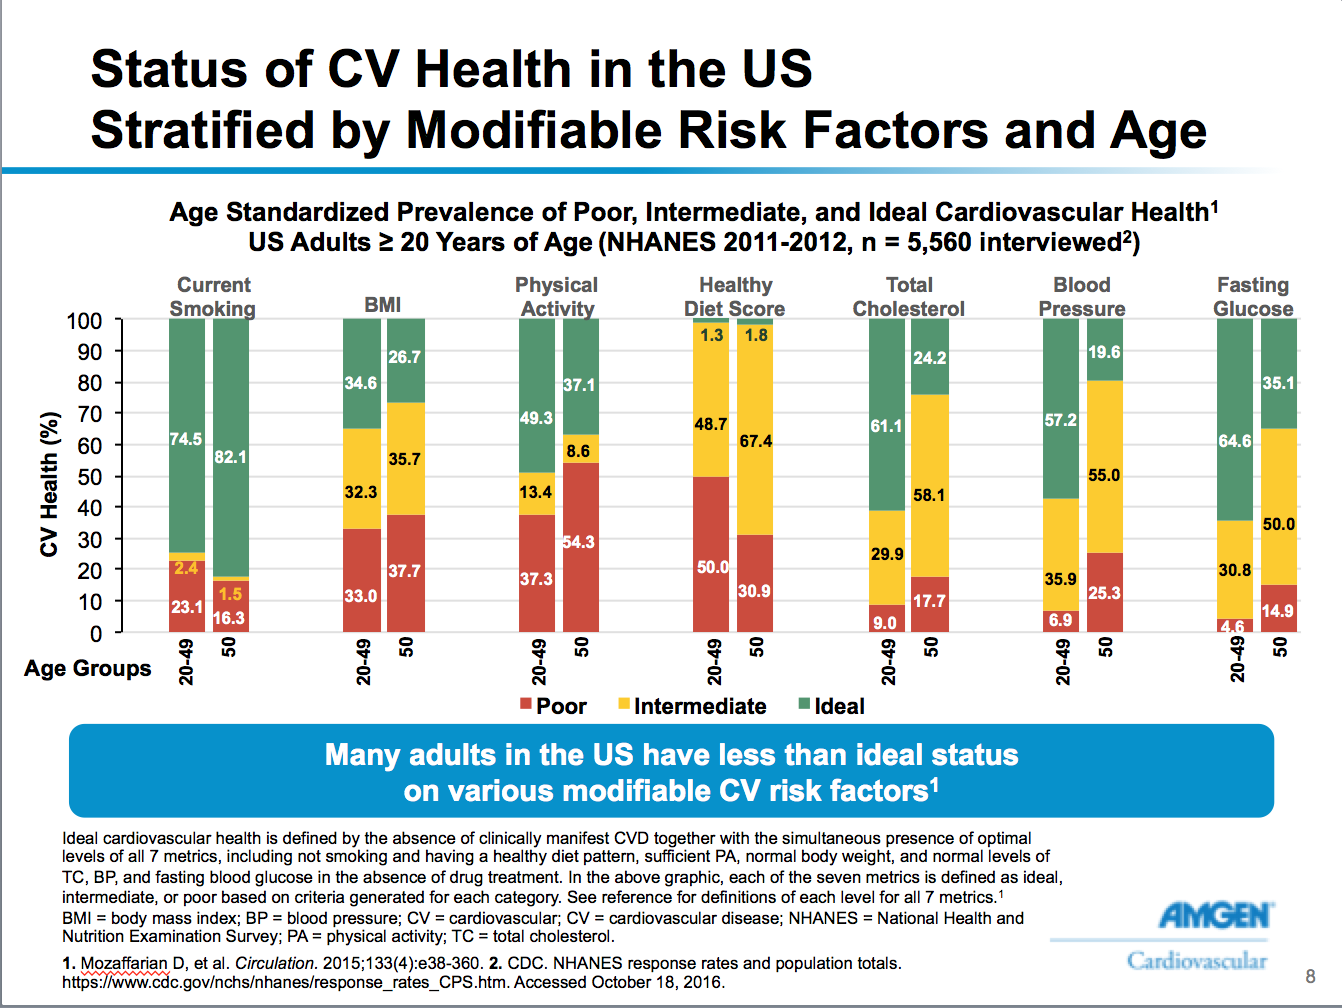 Status of CV Health in the US
Stratified by Modifiable Risk Factors and Age
Age Standardized Prevalence of Poor, Intermediate, and Ideal Cardiovascular Health¹
US Adults ≥ 20 Years of Age (NHANES 2011-2012, n = 5,560 interviewed²)
Current
Smoking
BMI
Physical
Activity
Healthy
Diet Score
Total
Cholesterol
Blood
Pressure
Fasting
Glucose
CV Health (%)
100
90
80
70
60
50
40
30
20
10
0
74.5
2.4
23.1
82.1
1.5
16.3
34.6
32.3
33.0
26.7
35.7
37.7
49.3
13.4
37.3
37.1
8.6
54.3
1.3
48.7
50.0
1.8
67.4
30.9
61.1
29.9
9.0
24.2
58.1
17.7
57.2
35.9
6.9
19.6
55.0
25.3
64.6
30.8
4.6
35.1
50.0
14.9
Age Groups
20-49
50
20-49
50
20-49
50
20-49
50
20-49
50
20-49
50
20-49
50
Poor Intermediate Ideal
Many adults in the US have less than ideal status
on various modifiable CV risk factors¹
Ideal cardiovascular health is defined by the absence of clinically manifest CVD together with the simultaneous presence of optimal
levels of all 7 metrics, including not smoking and having a healthy diet pattern, sufficient PA, normal body weight, and normal levels of
TC, BP, and fasting blood glucose in the absence of drug treatment. In the above graphic, each of the seven metrics is defined as ideal,
intermediate, or poor based on criteria generated for each category. See reference for definitions of each level for all 7 metrics.¹
BMI = body mass index; BP = blood pressure; CV = cardiovascular; CV = cardiovascular disease; NHANES = National Health and
Nutrition Examination Survey; PA = physical activity; TC = total cholesterol.
1. Mozaffarian D, et al. Circulation. 2015;133(4):e38-360. 2. CDC. NHANES response rates and population totals.
https://www.cdc.gov/nchs/nhanes/response_rates_CPS.htm. Accessed October 18, 2016.
AMGEN®
Cardiovascular
8